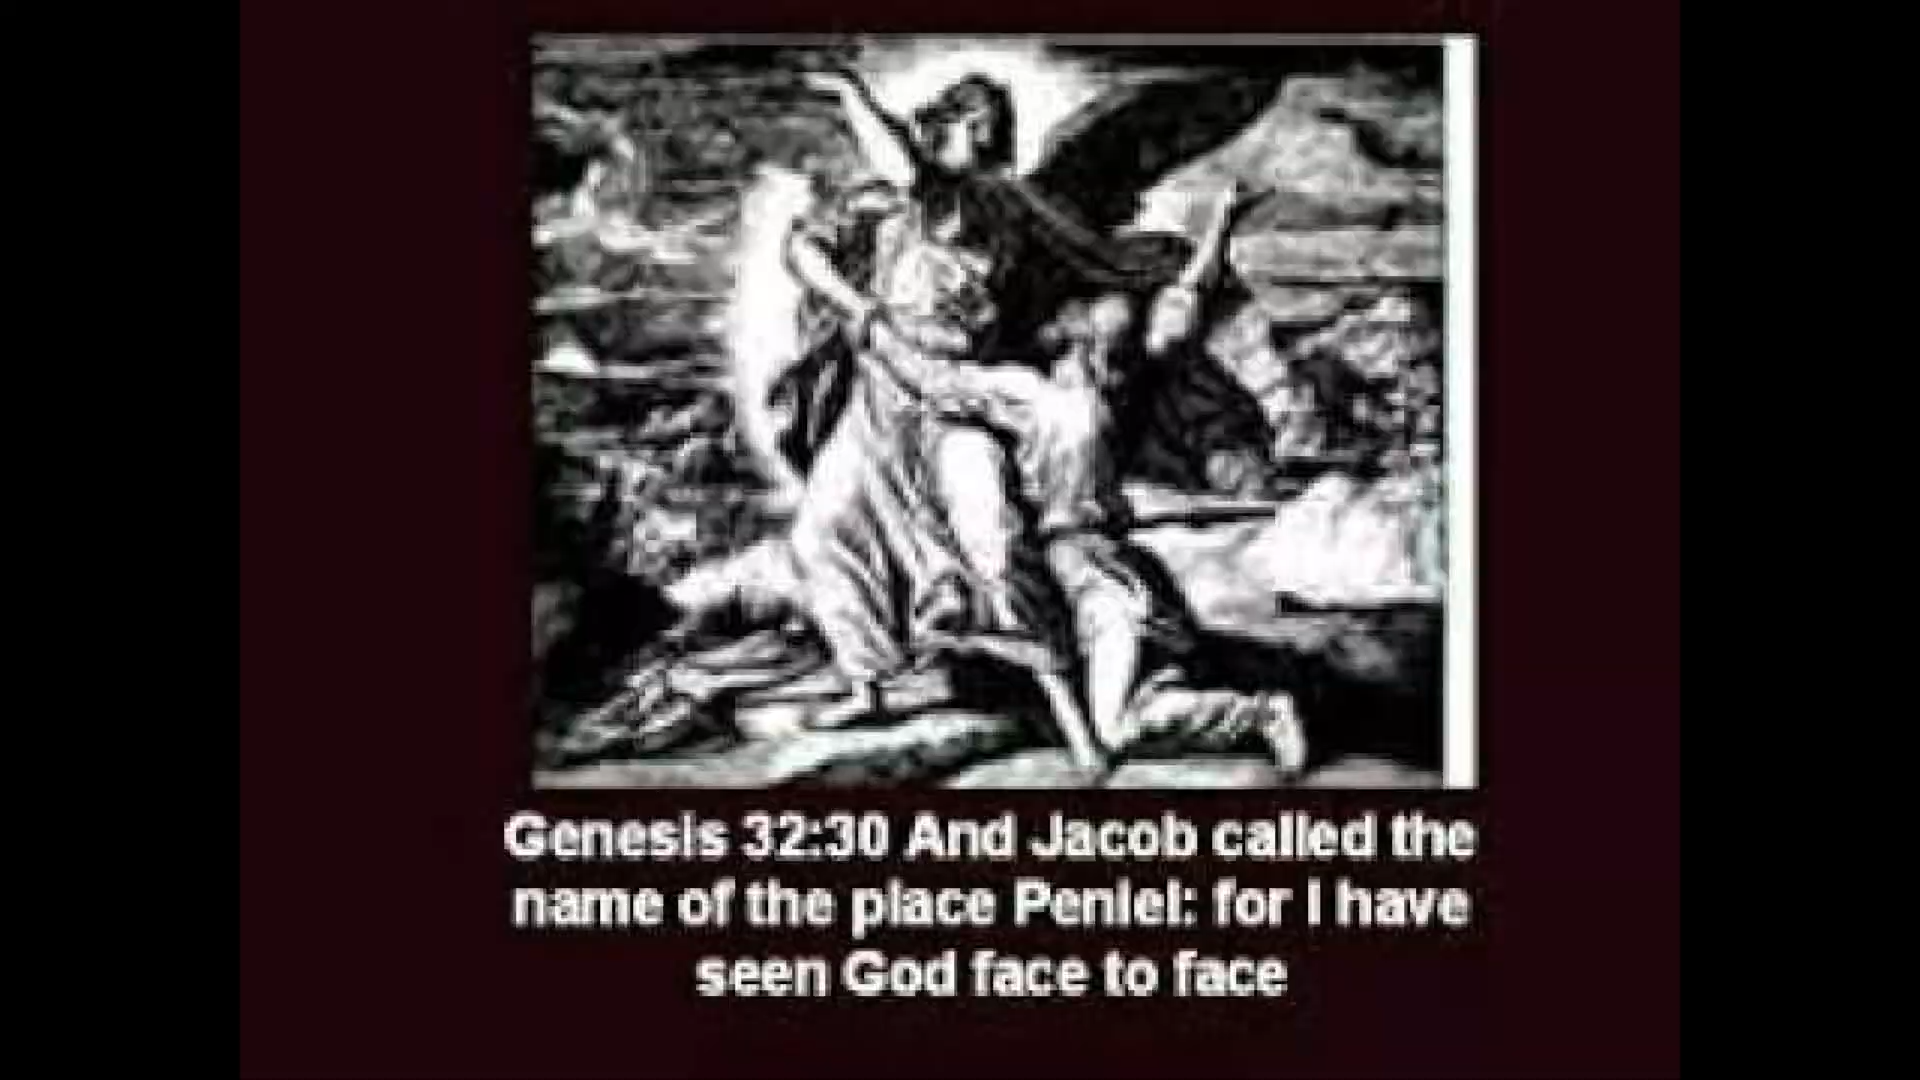 Genesis 32:30 And Jacob called the
name of the place Peniel: for I have
seen God face to face